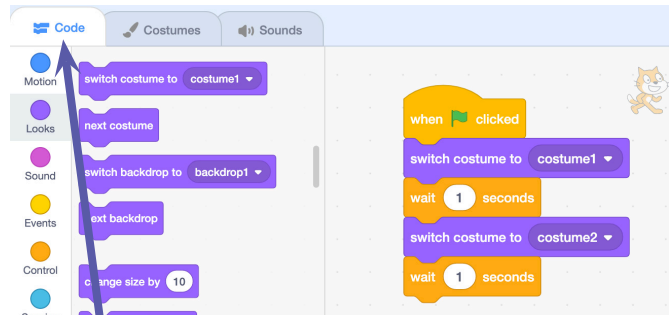 Code Costumes Sounds
Motion
Looks
Sound
Events
Control
switch costume to costume1
next costume
switch backdrop to backdrop1
next backdrop
change size by 10
when clicked
switch costume to costume1
wait 1 seconds
switch costume to costume2
wait 1 seconds